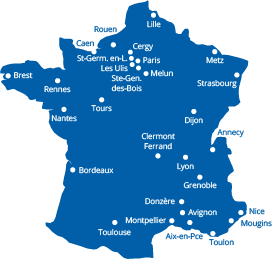 Lille
Rouen
Caen
Cergy
St-Germ. en-L.
Paris
Metz
Les Ulis
Melun
Brest
Strasbourg
Ste-Gen.
des-Bois
Rennes
Tours
Nantes
Dijon
Annecy
Clermont
Ferrand
Lyon
Bordeaux
Grenoble
Donzère
Avignon
Nice
Montpellier
Mougins
Toulouse
Aix-en-Pce
Toulon